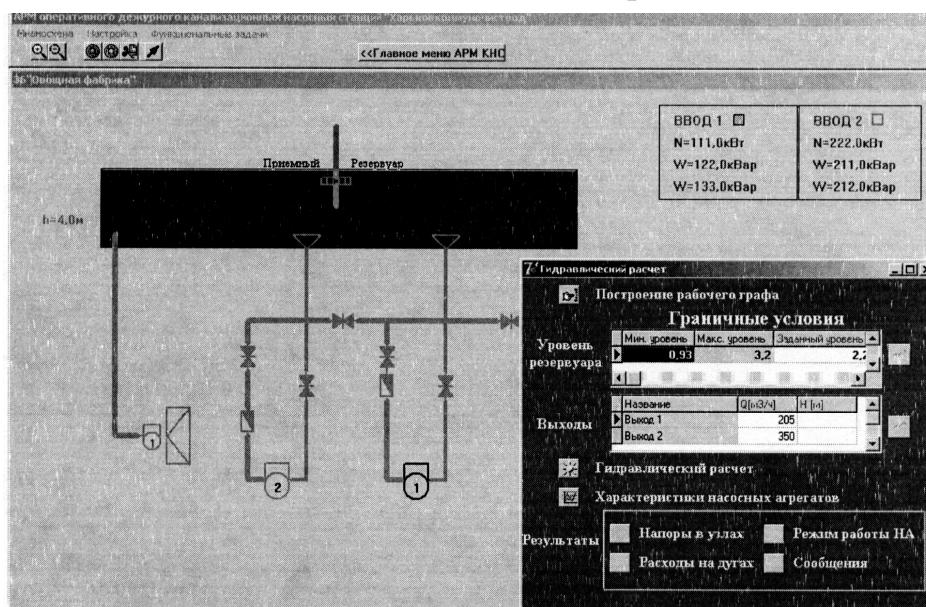 АРМ оперативного дежурного канализационных насосных станций "Харьковкоммуночиствод"
Мнемосхема Настройка Функциональные задачи
<<Главное меню АРМ КНС
36 "Овощная фабрика"
ВВОД 1 ВВОД 2
N=111,0кВт N=222.0кВт
W=122,0кВар W=211,0кВар
W=133,0кВар W=212,0кВар
Приемный Резервуар
h=4,0м
Гидравлический расчет
Построение рабочего графа
Граничные условия
Уровень резервуара
Мин. уровень Макс. уровень Заданный уровень
0,93 3,2 2,2
Выходы
Название Q[м3/ч] Н [м]
Выход 1 205
Выход 2 350
1
2
1
Гидравлический расчет
Характеристики насосных агрегатов
Результаты
Напоры в узлах Режим работы НА
Расходы на дугах Сообщения